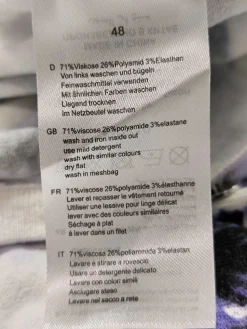 48
D 71%Viskose 26%Polyamid 3%Elasthan
Von links waschen und bügeln
Feinwaschmittel verwenden
Mit ähnlichen Farben waschen
Liegend trocknen
Im Netzbeutel waschen
GB 71%viscose 26%polyamide 3%elastane
wash and iron inside out
use mild detergent
wash with similar colours
dry flat
wash in meshbag
FR 71%viscose 26%polyamide 3%élasthanne
Laver et repasser le vêtement retourné
Utiliser une lessive pour linge délicat
laver avec des couleurs similaires
Séchage à plat
à laver dans un filet
IT 71%viscose 26%poliammide 3%elastan
Lavare e stirare a rovescio
Usare un detergente delicato
Lavare con colori simili
Asciugare steso
Lavare nel sacco a rete